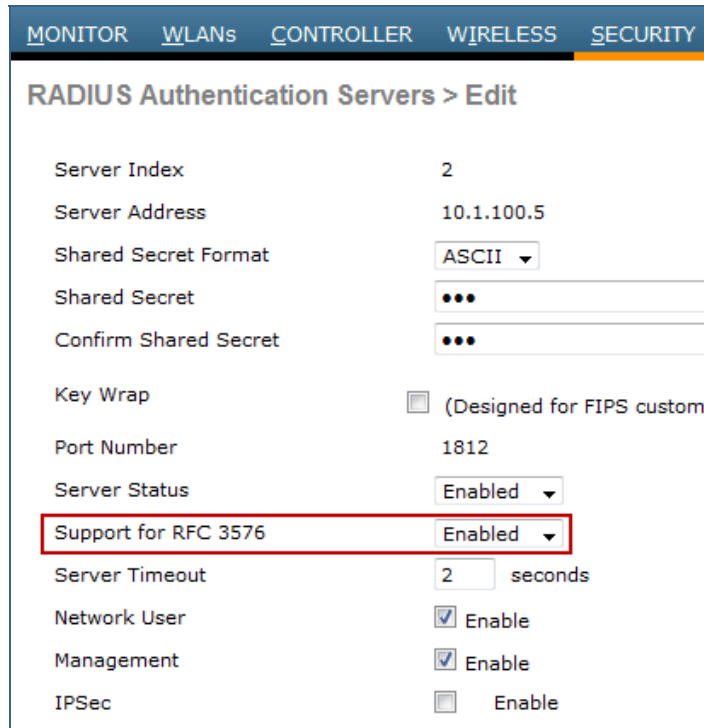 MONITOR WLANs CONTROLLER WIRELESS SECURITY
RADIUS Authentication Servers > Edit
Server Index 2
Server Address 10.1.100.5
Shared Secret Format ASCII
Shared Secret •••
Confirm Shared Secret •••
Key Wrap (Designed for FIPS custom
Port Number 1812
Server Status Enabled
Support for RFC 3576 Enabled
Server Timeout 2 seconds
Network User Enable
Management Enable
IPSec Enable